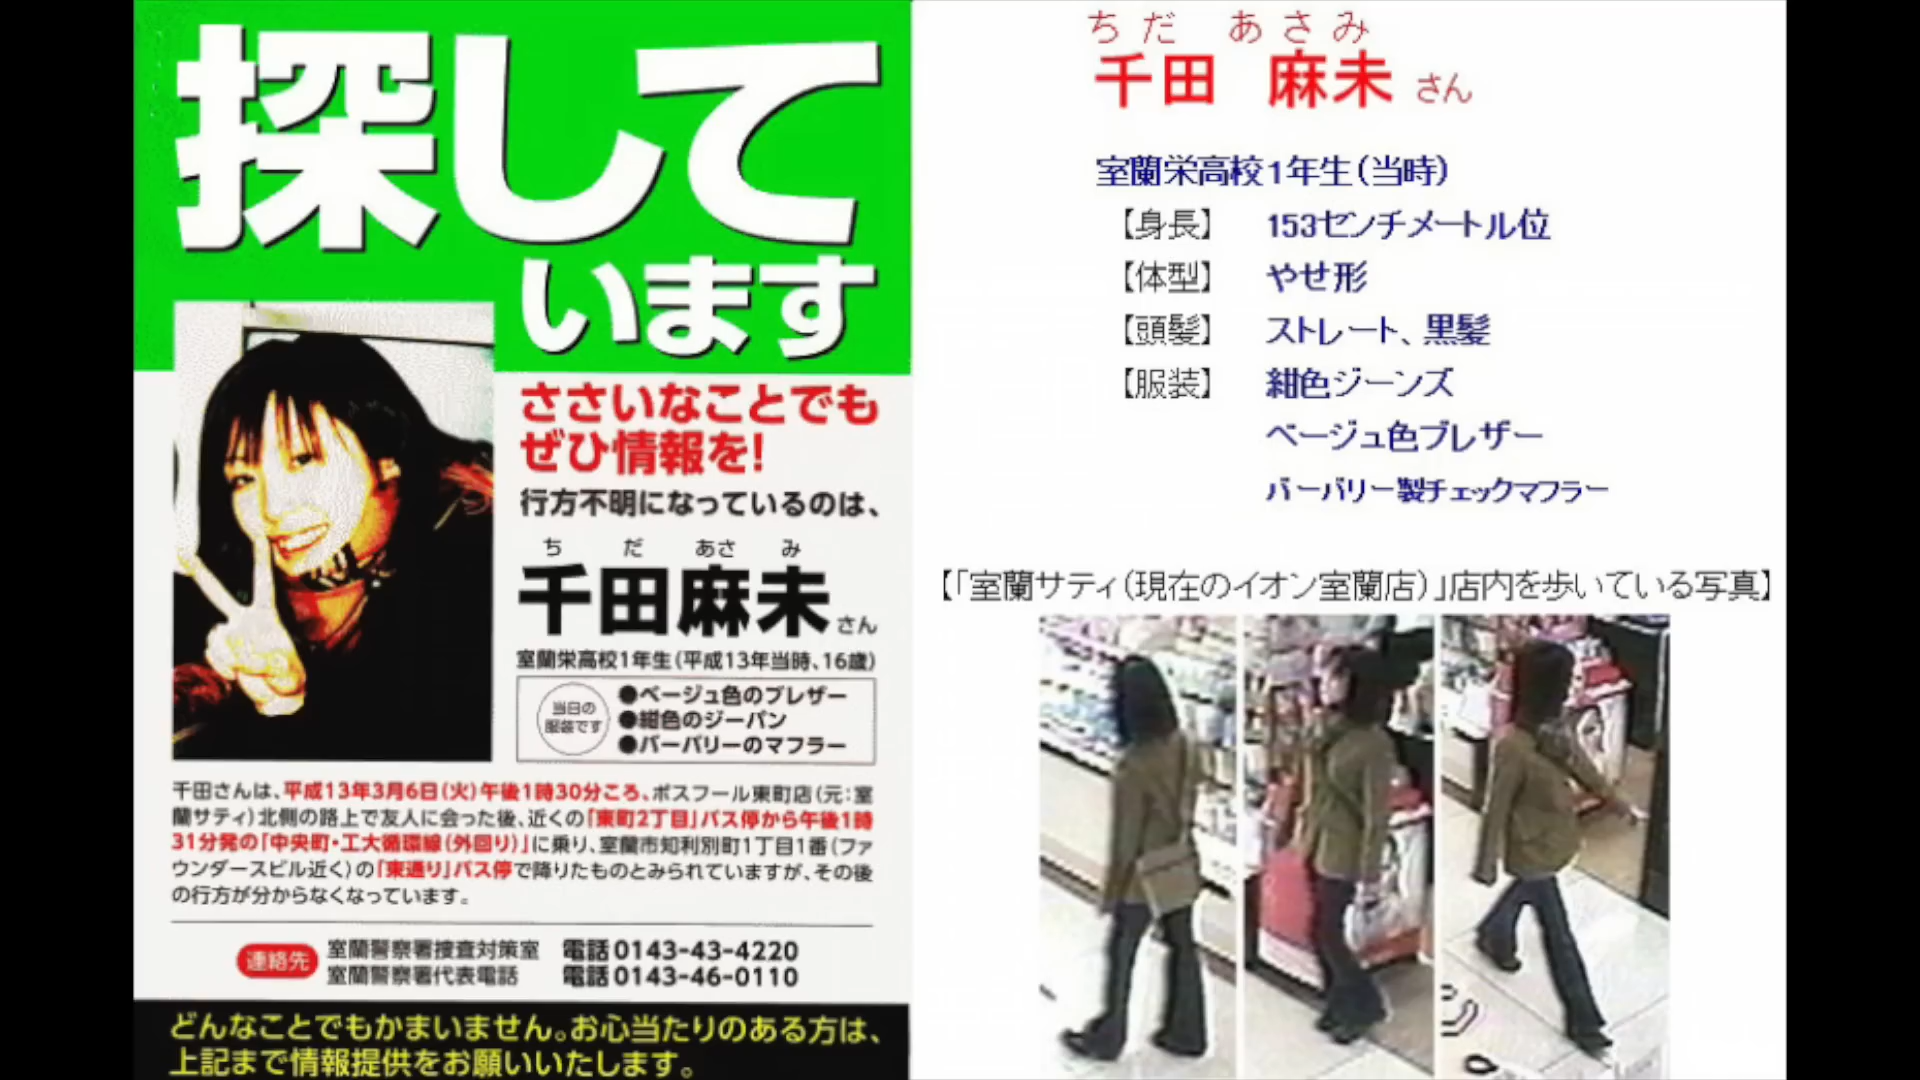 探して
います
ささいなことでも
ぜひ情報を!
行方不明になっているのは、
ちだ あさみ
千田麻未さん
室蘭栄高校1年生(平成13年当時、16歳)
当日の
服装です
●ベージュ色のブレザー
●紺色のジーパン
●バーバリーのマフラー
千田さんは、平成13年3月6日(火)午後1時30分ころ、ボスフール東町店(元:室
蘭サティ)北側の路上で友人に会った後、近くの「東町2丁目」バス停から午後1時
31分発の「中央町・工大循環線(外回り)」に乗り、室蘭市知利別町1丁目1番(ファ
ウンダースビル近く)の「東通り」バス停で降りたものとみられていますが、その後
の行方が分からなくなっています。
連絡先
室蘭警察署捜査対策室 電話0143-43-4220
室蘭警察署代表電話 電話0143-46-0110
どんなことでもかまいません。お心当たりのある方は、
上記まで情報提供をお願いいたします。
ちだ あさみ
千田 麻未 さん
室蘭栄高校1年生(当時)
【身長】 153センチメートル位
【体型】 やせ形
【頭髪】 ストレート、黒髪
【服装】 紺色ジーンズ
ベージュ色ブレザー
バーバリー製チェックマフラー
【「室蘭サティ(現在のイオン室蘭店)」店内を歩いている写真】